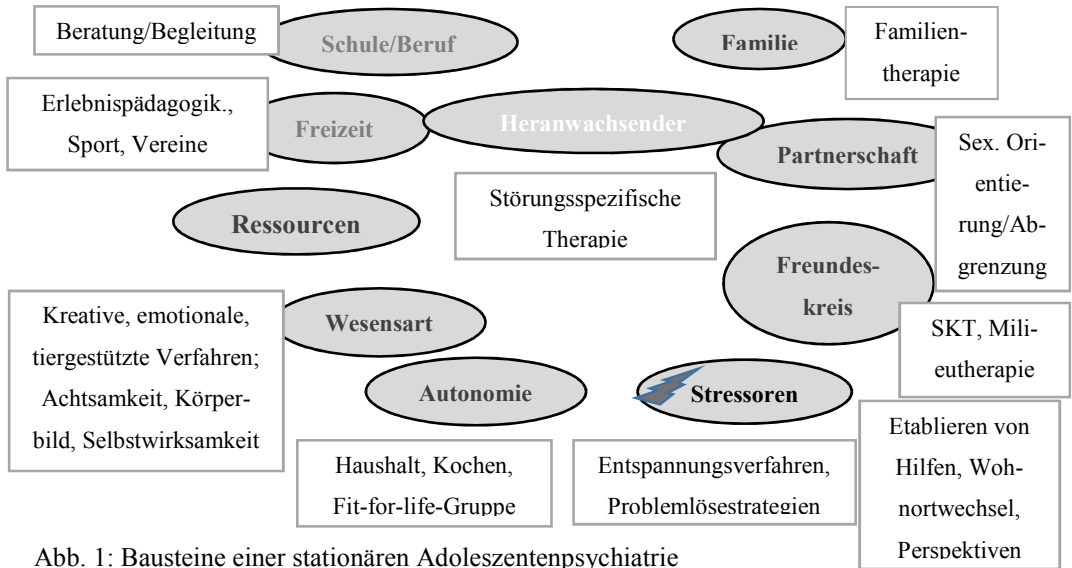 Beratung/Begleitung
Schule/Beruf
Familie
Familien-
therapie
Erlebnispädagogik.,
Sport, Vereine
Freizeit
Heranwachsender
Partnerschaft
Sex. Ori-
entie-
rung/Ab-
grenzung
Störungsspezifische
Therapie
Ressourcen
Freundes-
kreis
Kreative, emotionale,
tiergestützte Verfahren;
Achtsamkeit, Körper-
bild, Selbstwirksamkeit
Wesensart
SKT, Mili-
eutherapie
Autonomie
Stressoren
Haushalt, Kochen,
Fit-for-life-Gruppe
Entspannungsverfahren,
Problemlösestrategien
Etablieren von
Hilfen, Woh-
nortwechsel,
Perspektiven
Abb. 1: Bausteine einer stationären Adoleszentenpsychiatrie